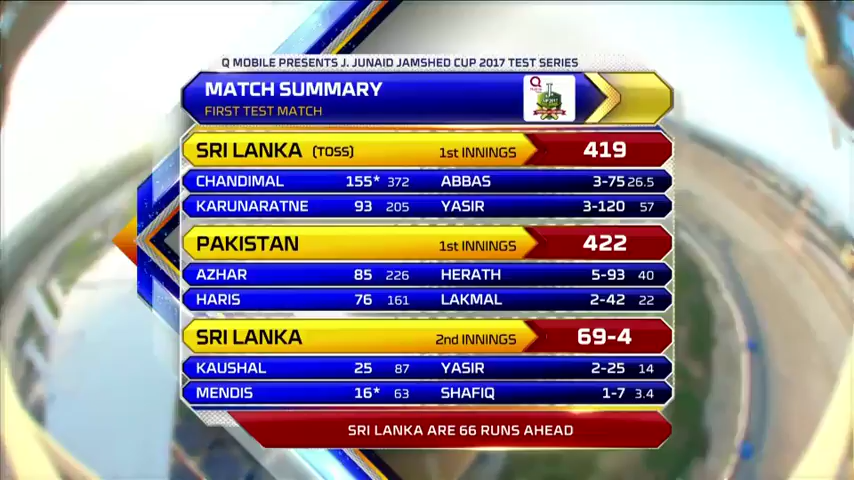 Q MOBILE PRESENTS J. JUNAID JAMSHED CUP 2017 TEST SERIES
MATCH SUMMARY
FIRST TEST MATCH
SRI LANKA (TOSS) 1st INNINGS 419
CHANDIMAL 155* 372 ABBAS 3-75 26.5
KARUNARATNE 93 205 YASIR 3-120 57
PAKISTAN 1st INNINGS 422
AZHAR 85 226 HERATH 5-93 40
HARIS 76 161 LAKMAL 2-42 22
SRI LANKA 2nd INNINGS 69-4
KAUSHAL 25 87 YASIR 2-25 14
MENDIS 16* 63 SHAFIQ 1-7 3.4
SRI LANKA ARE 66 RUNS AHEAD